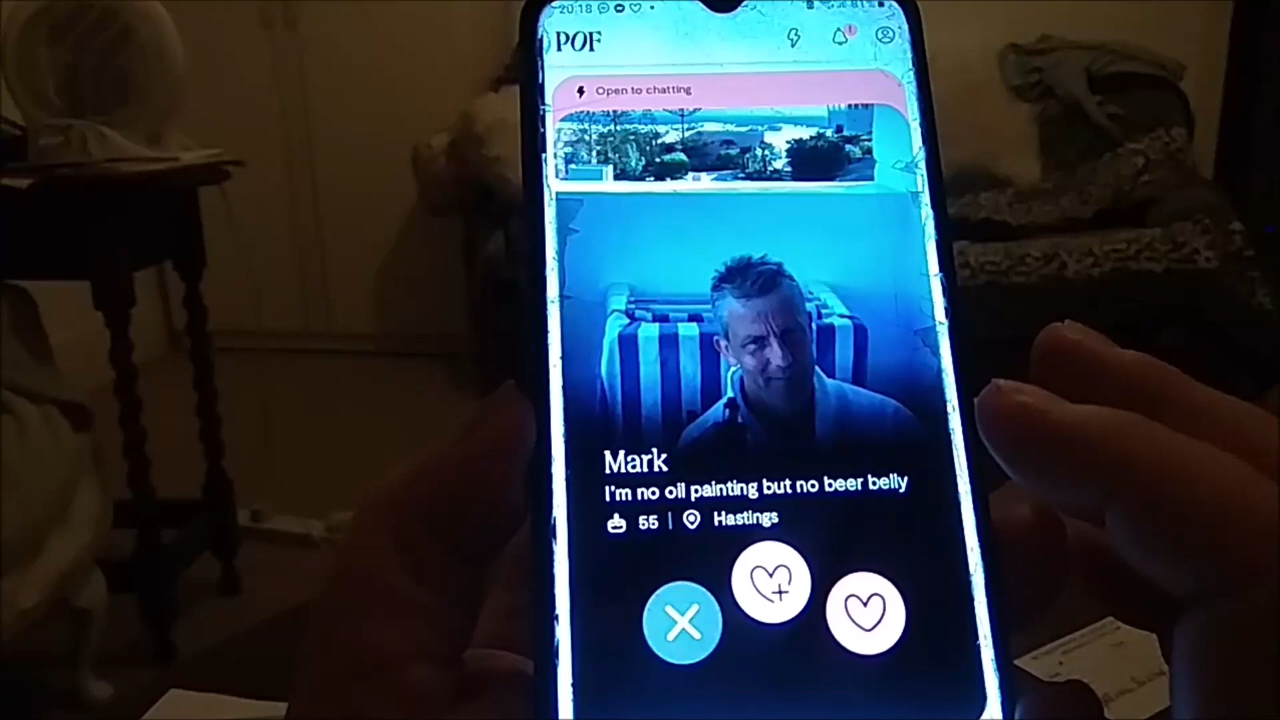 20:18
POF
Open to chatting
Mark
I'm no oil painting but no beer belly
55 | Hastings